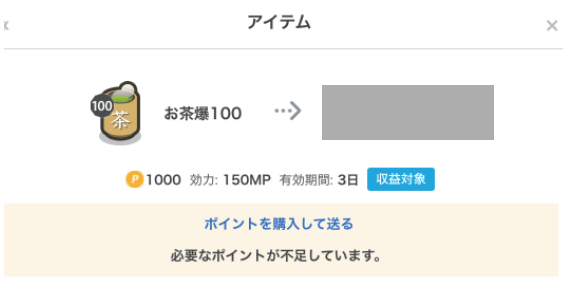 アイテム
100
茶
お茶爆100
P 1000 効力: 150MP 有効期間: 3日 収益対象
ポイントを購入して送る
必要なポイントが不足しています。